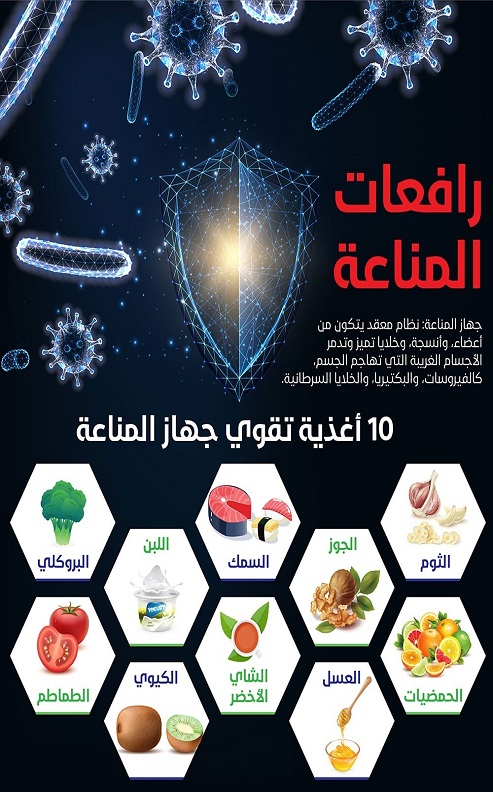 رافعات
المناعة
جهاز المناعة: نظام معقد يتكون من
أعضاء، وأنسجة، وخلايا تميز وتدمر
الأجسام الغريبة التي تهاجم الجسم،
كالفيروسات، والبكتيريا، والخلايا السرطانية.
10 أغذية تقوي جهاز المناعة
الثوم
الجوز
السمك
اللبن
البروكلي
YOGURT
الحمضيات
العسل
الشاي
الأخضر
الكيوي
الطماطم